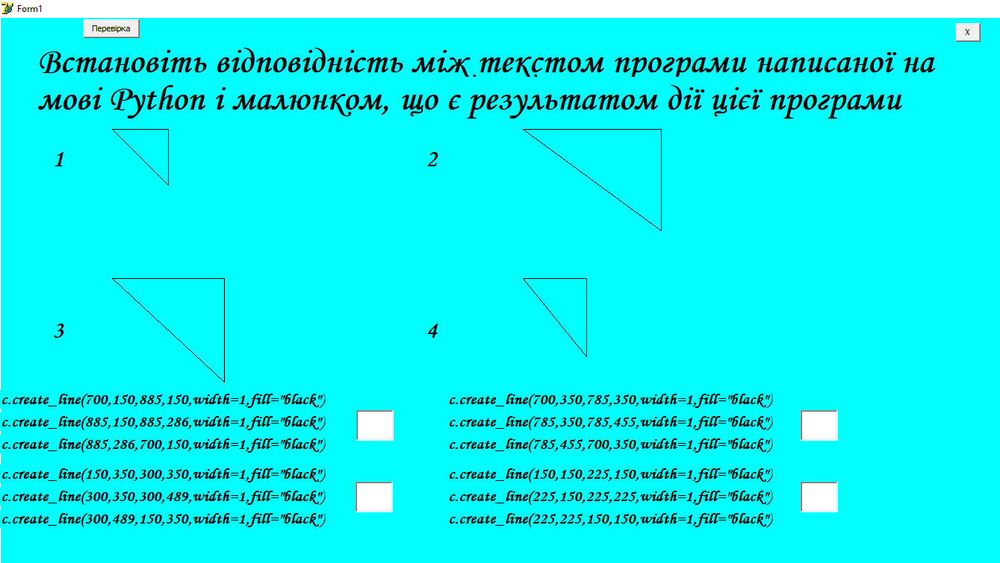 Form1
Перевірка
X
Встановіть відповідність між текстом програми написаної на
мові Python і малюнком, що є результатом дії цієї програми
1
2
3
4
c.create_line(700,150,885,150,width=1,fill="black")
c.create_line(885,150,885,286,width=1,fill="black")
c.create_line(885,286,700,150,width=1,fill="black")
c.create_line(700,350,785,350,width=1,fill="black")
c.create_line(785,350,785,455,width=1,fill="black")
c.create_line(785,455,700,350,width=1,fill="black")
c.create_line(150,350,300,350,width=1,fill="black")
c.create_line(300,350,300,489,width=1,fill="black")
c.create_line(300,489,150,350,width=1,fill="black")
c.create_line(150,150,225,150,width=1,fill="black")
c.create_line(225,150,225,225,width=1,fill="black")
c.create_line(225,225,150,150,width=1,fill="black")